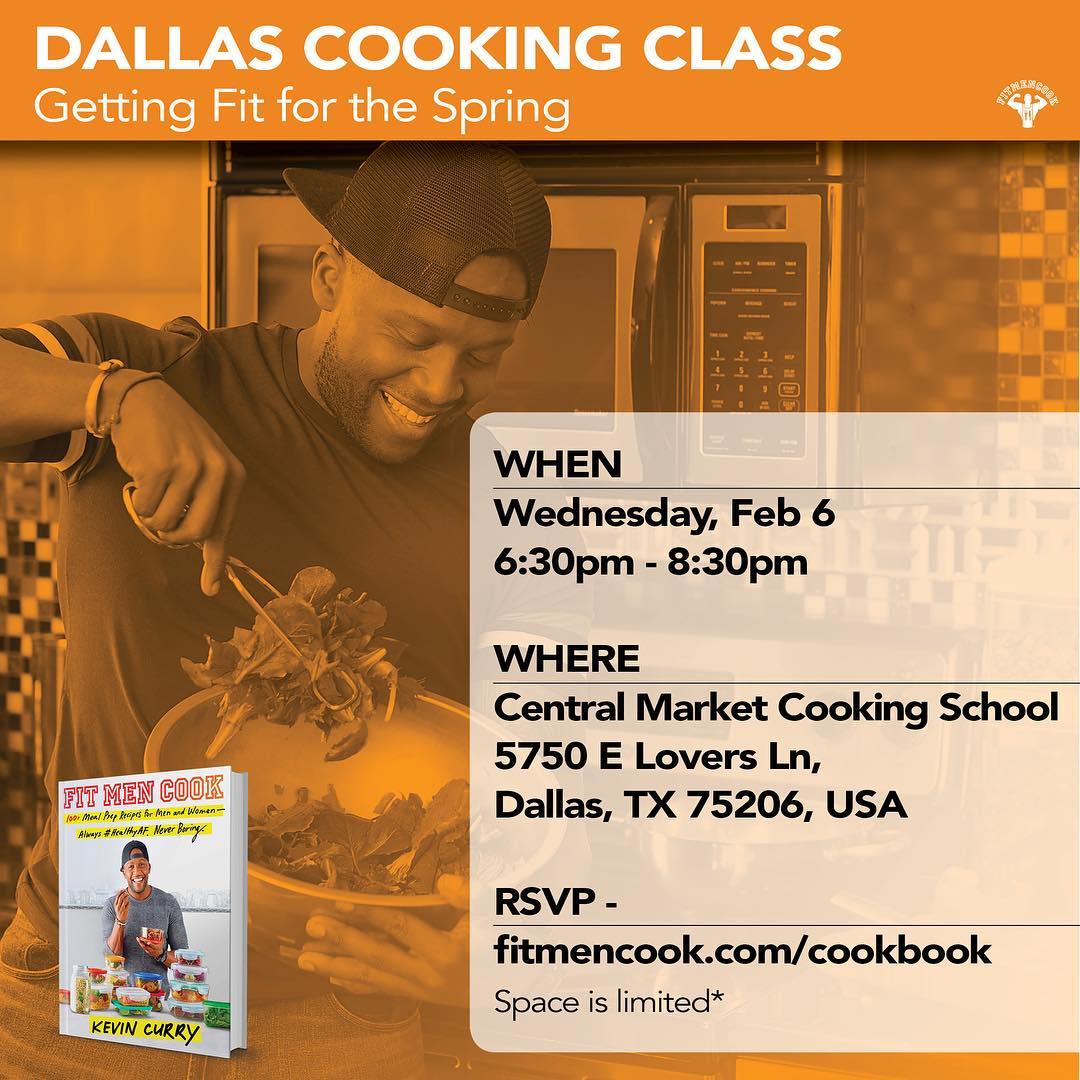 DALLAS COOKING CLASS
Getting Fit for the Spring
FITMENCOOK
WHEN
Wednesday, Feb 6
6:30pm - 8:30pm
WHERE
Central Market Cooking School
5750 E Lovers Ln,
Dallas, TX 75206, USA
RSVP -
fitmencook.com/cookbook
Space is limited*
FIT MEN COOK
100+ Meal Prep Recipes for Men and Women—
Always #HealthyAF. Never Boring.
KEVIN CURRY